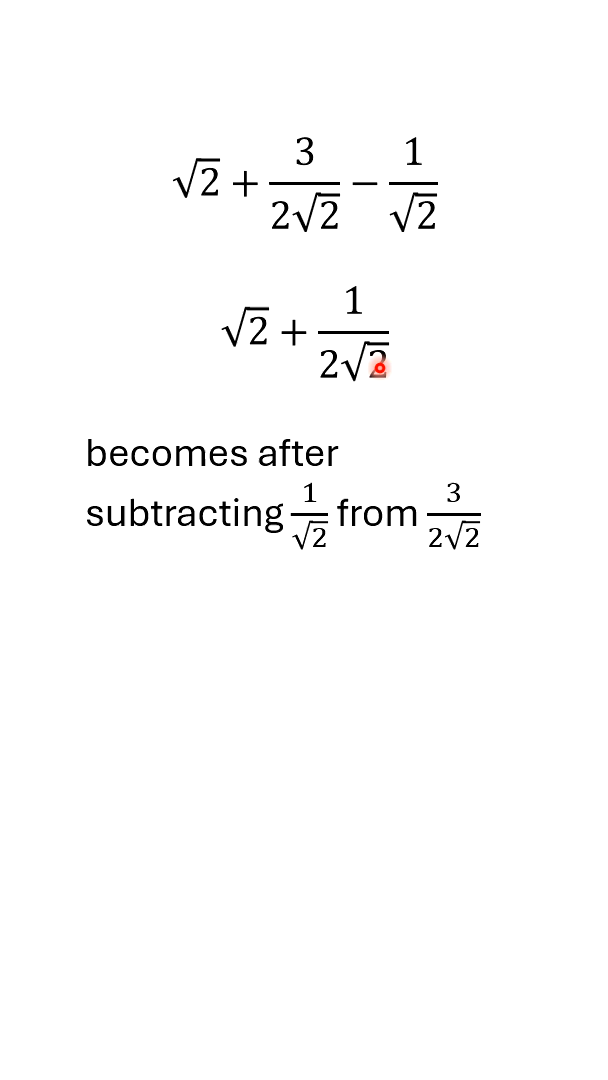 √2 + 3/(2√2) − 1/√2
√2 + 1/(2√2)
becomes after
subtracting 1/√2 from 3/(2√2)